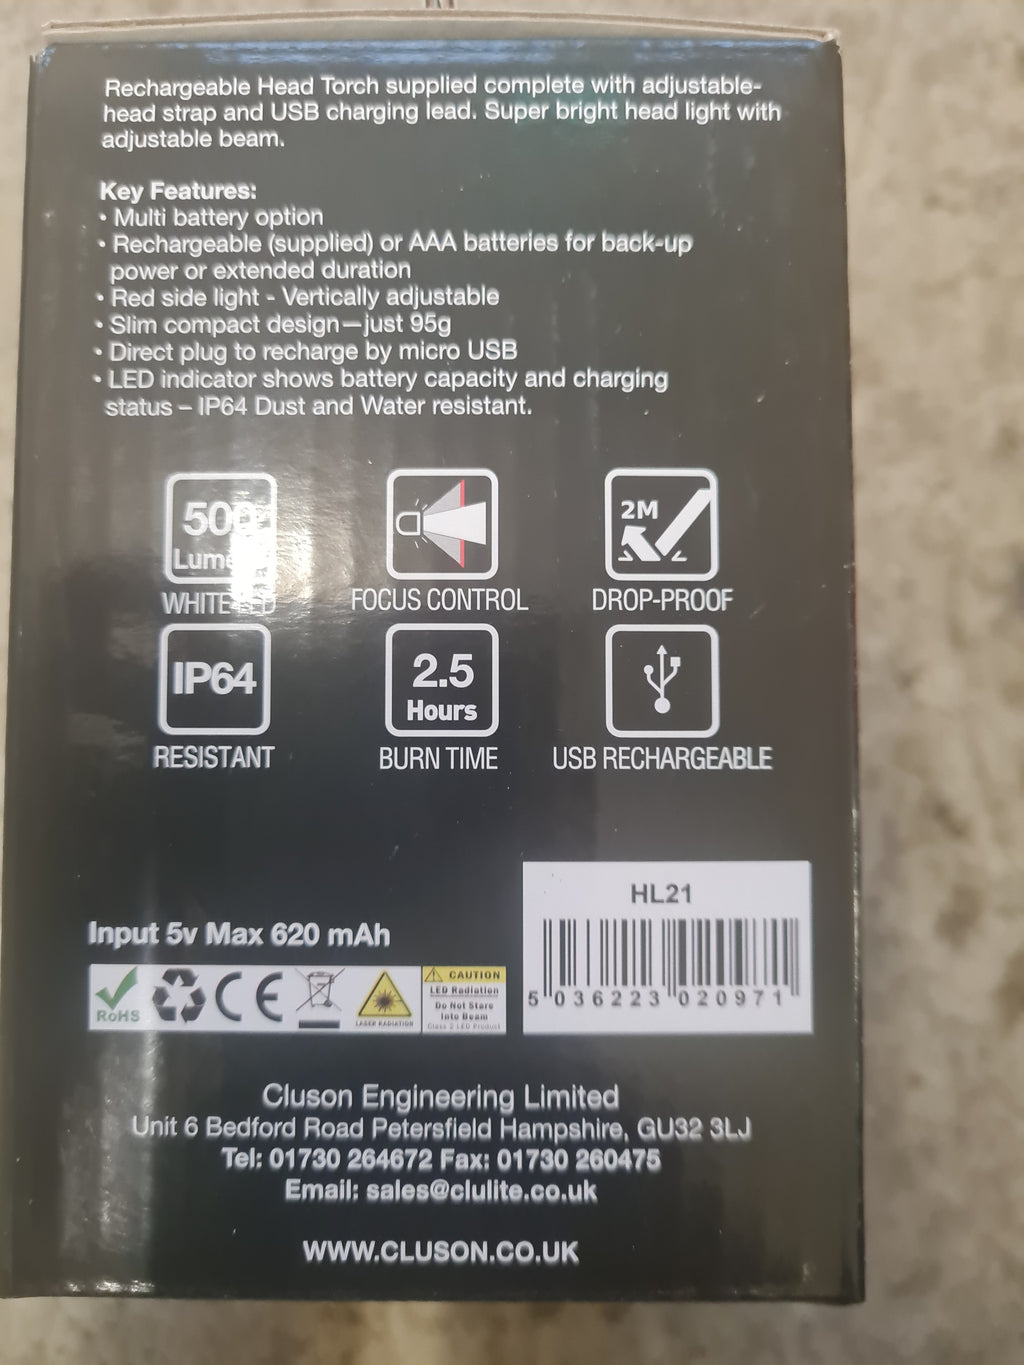 Rechargeable Head Torch supplied complete with adjustable-
head strap and USB charging lead. Super bright head light with
adjustable beam.
Key Features:
• Multi battery option
• Rechargeable (supplied) or AAA batteries for back-up
power or extended duration
• Red side light - Vertically adjustable
• Slim compact design—just 95g
• Direct plug to recharge by micro USB
• LED indicator shows battery capacity and charging
status – IP64 Dust and Water resistant.
500
2M
WHITE
FOCUS CONTROL
DROP-PROOF
IP64
2.5
Hours
RESISTANT
BURN TIME
USB RECHARGEABLE
HL21
5 036223 020971
Input 5v Max 620 mAh
RoHS
CE
LASER RADIATION
CAUTION
LED Radiation
Do Not Stare
Into Beam
Class 2 LED Product
Cluson Engineering Limited
Unit 6 Bedford Road Petersfield Hampshire, GU32 3LJ
Tel: 01730 264672 Fax: 01730 260475
Email: sales@clulite.co.uk
WWW.CLUSON.CO.UK